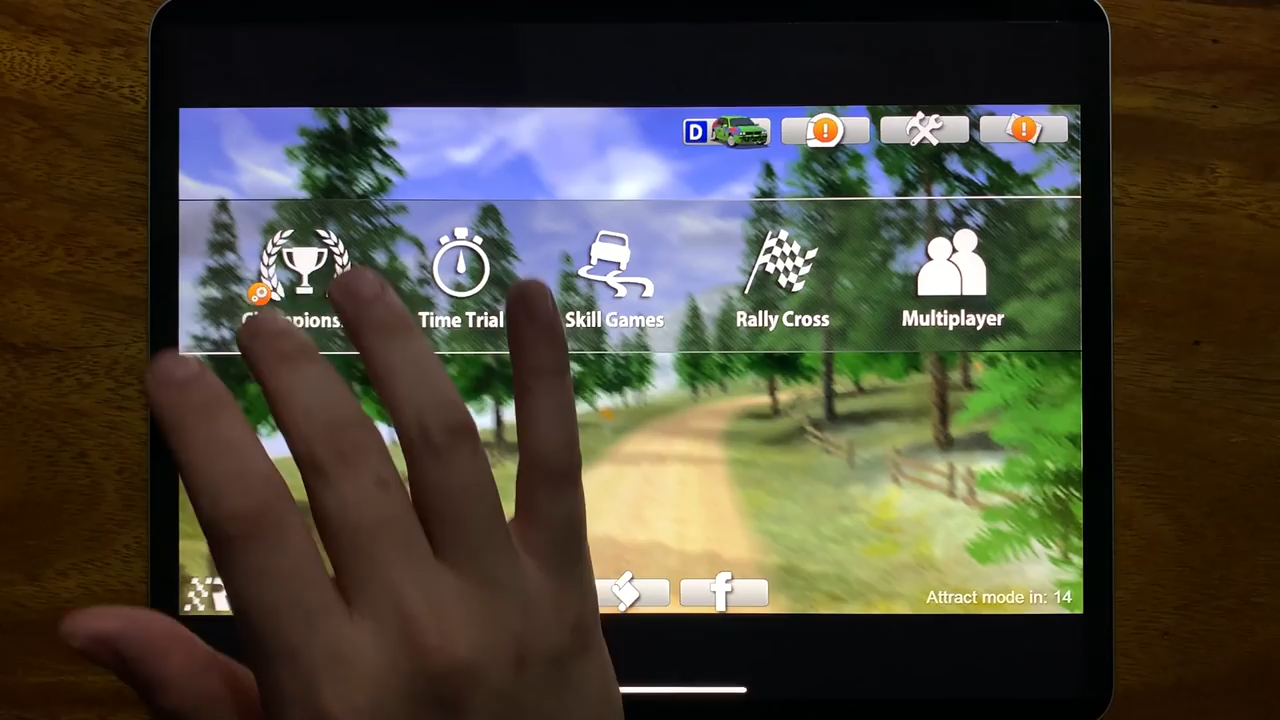 D
Time Trial
Skill Games
Rally Cross
Multiplayer
Attract mode in: 14